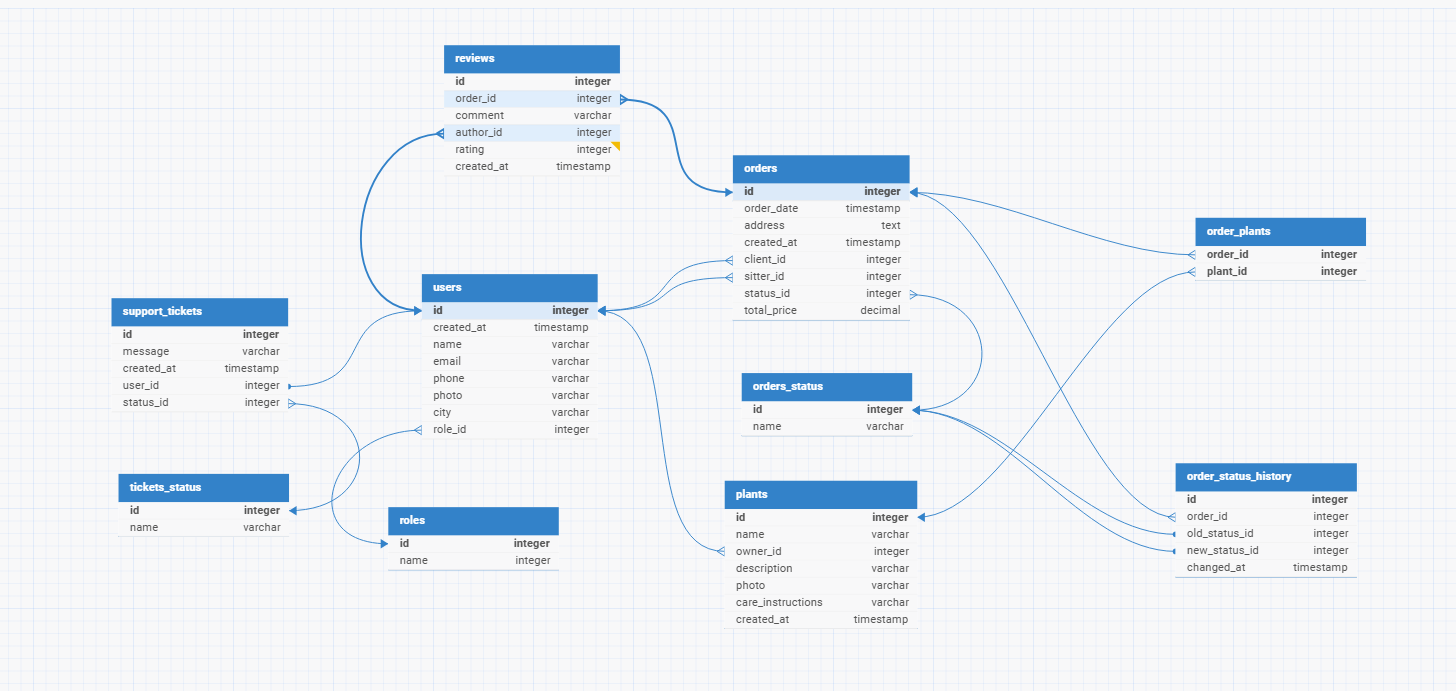 reviews
id integer
order_id integer
comment varchar
author_id integer
rating integer
created_at timestamp
orders
id integer
order_date timestamp
address text
created_at timestamp
client_id integer
sitter_id integer
status_id integer
total_price decimal
order_plants
order_id integer
plant_id integer
users
id integer
created_at timestamp
name varchar
email varchar
phone varchar
photo varchar
city varchar
role_id integer
support_tickets
id integer
message varchar
created_at timestamp
user_id integer
status_id integer
orders_status
id integer
name varchar
tickets_status
id integer
name varchar
roles
id integer
name integer
plants
id integer
name varchar
owner_id integer
description varchar
photo varchar
care_instructions varchar
created_at timestamp
order_status_history
id integer
order_id integer
old_status_id integer
new_status_id integer
changed_at timestamp